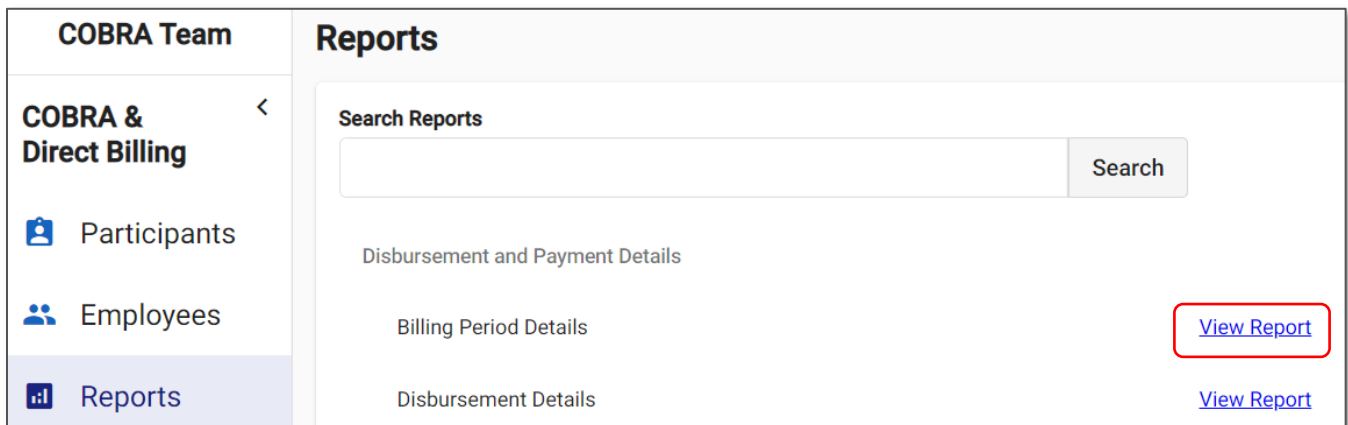 COBRA Team
COBRA &
Direct Billing
Participants
Employees
Reports
Reports
Search Reports
Search
Disbursement and Payment Details
Billing Period Details View Report
Disbursement Details View Report